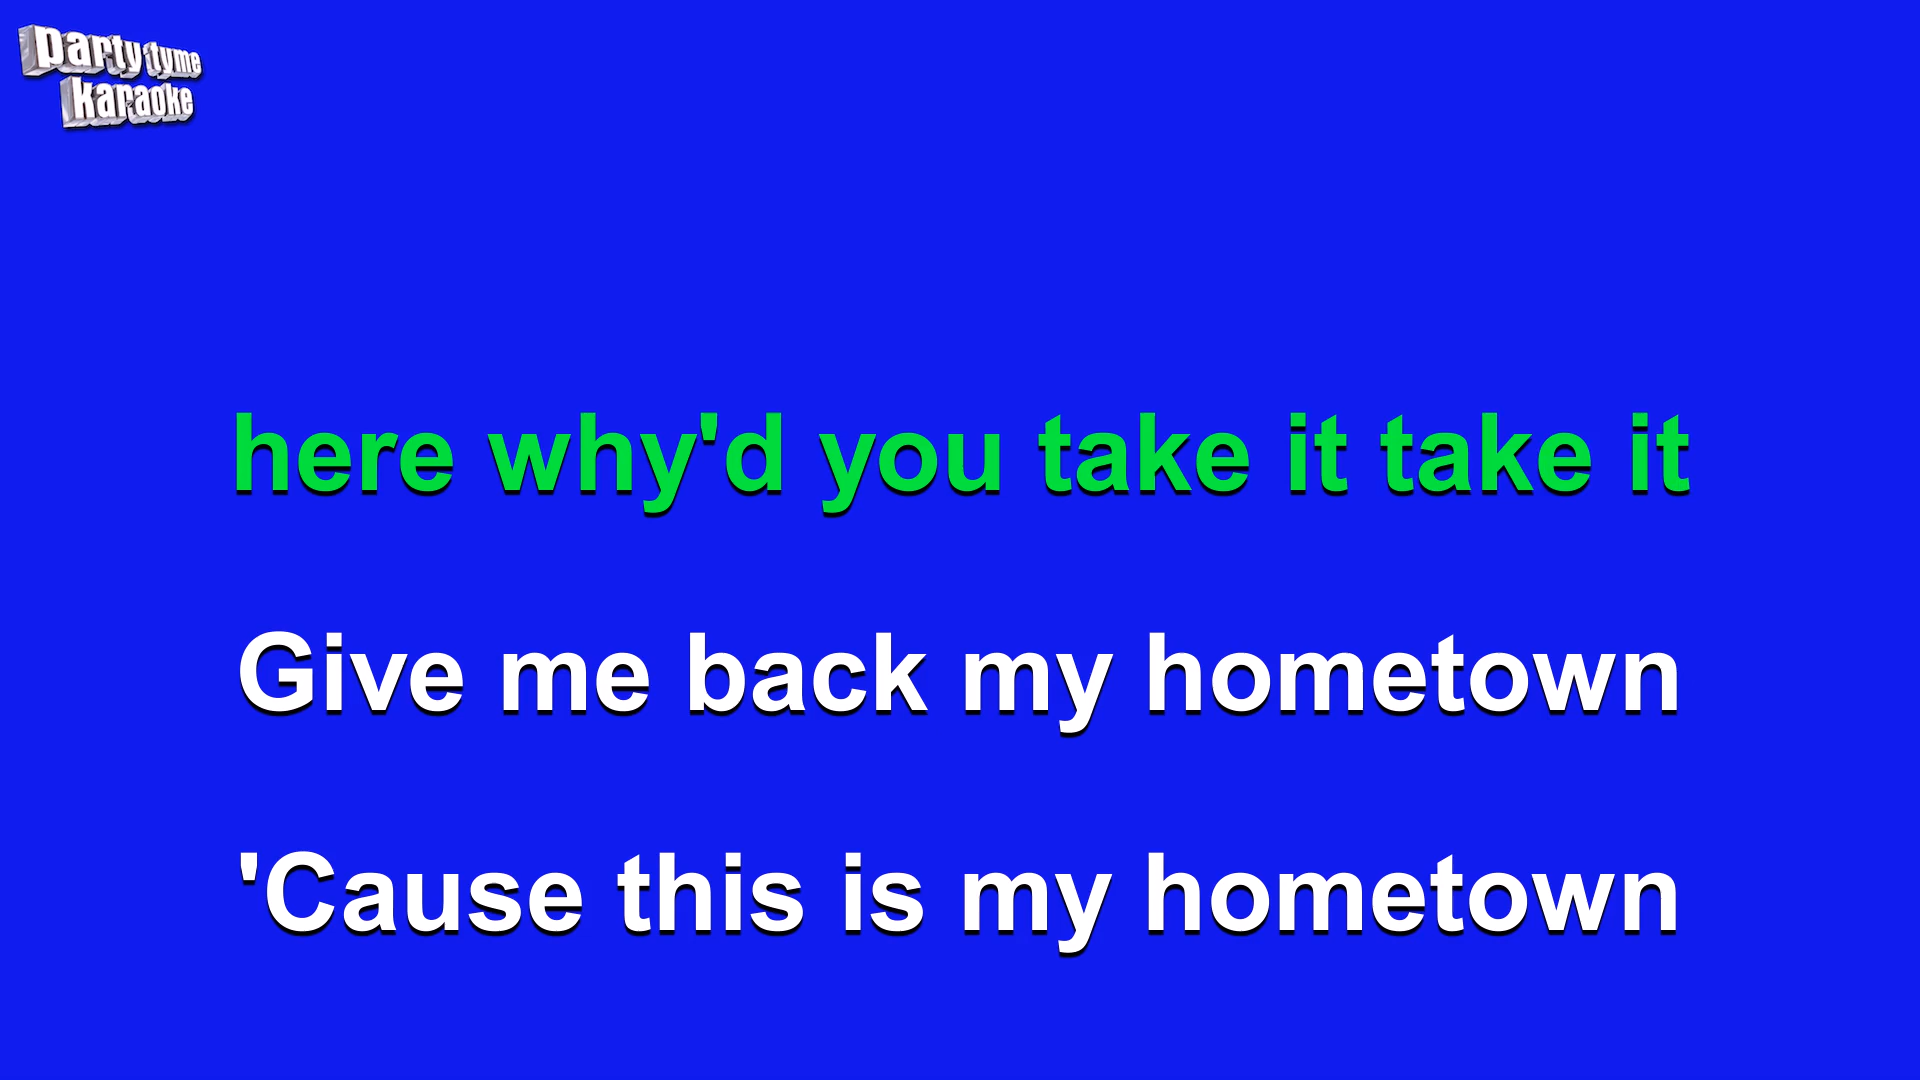 party tyme
karaoke
here why'd you take it take it
Give me back my hometown
'Cause this is my hometown